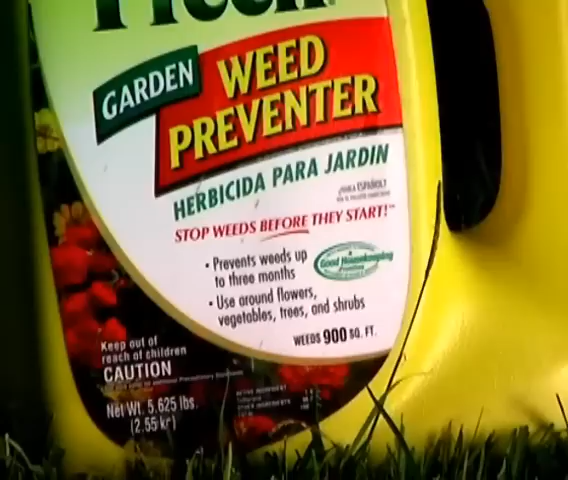 GARDEN
WEED
PREVENTER
HERBICIDA PARA JARDIN
STOP WEEDS BEFORE THEY START!
• Prevents weeds up
to three months
Good Housekeeping
• Use around flowers,
vegetables, trees, and shrubs
WEEDS 900 SQ. FT.
Keep out of
reach of children
CAUTION
Net Wt. 5.625 lbs.
(2.55 kr)